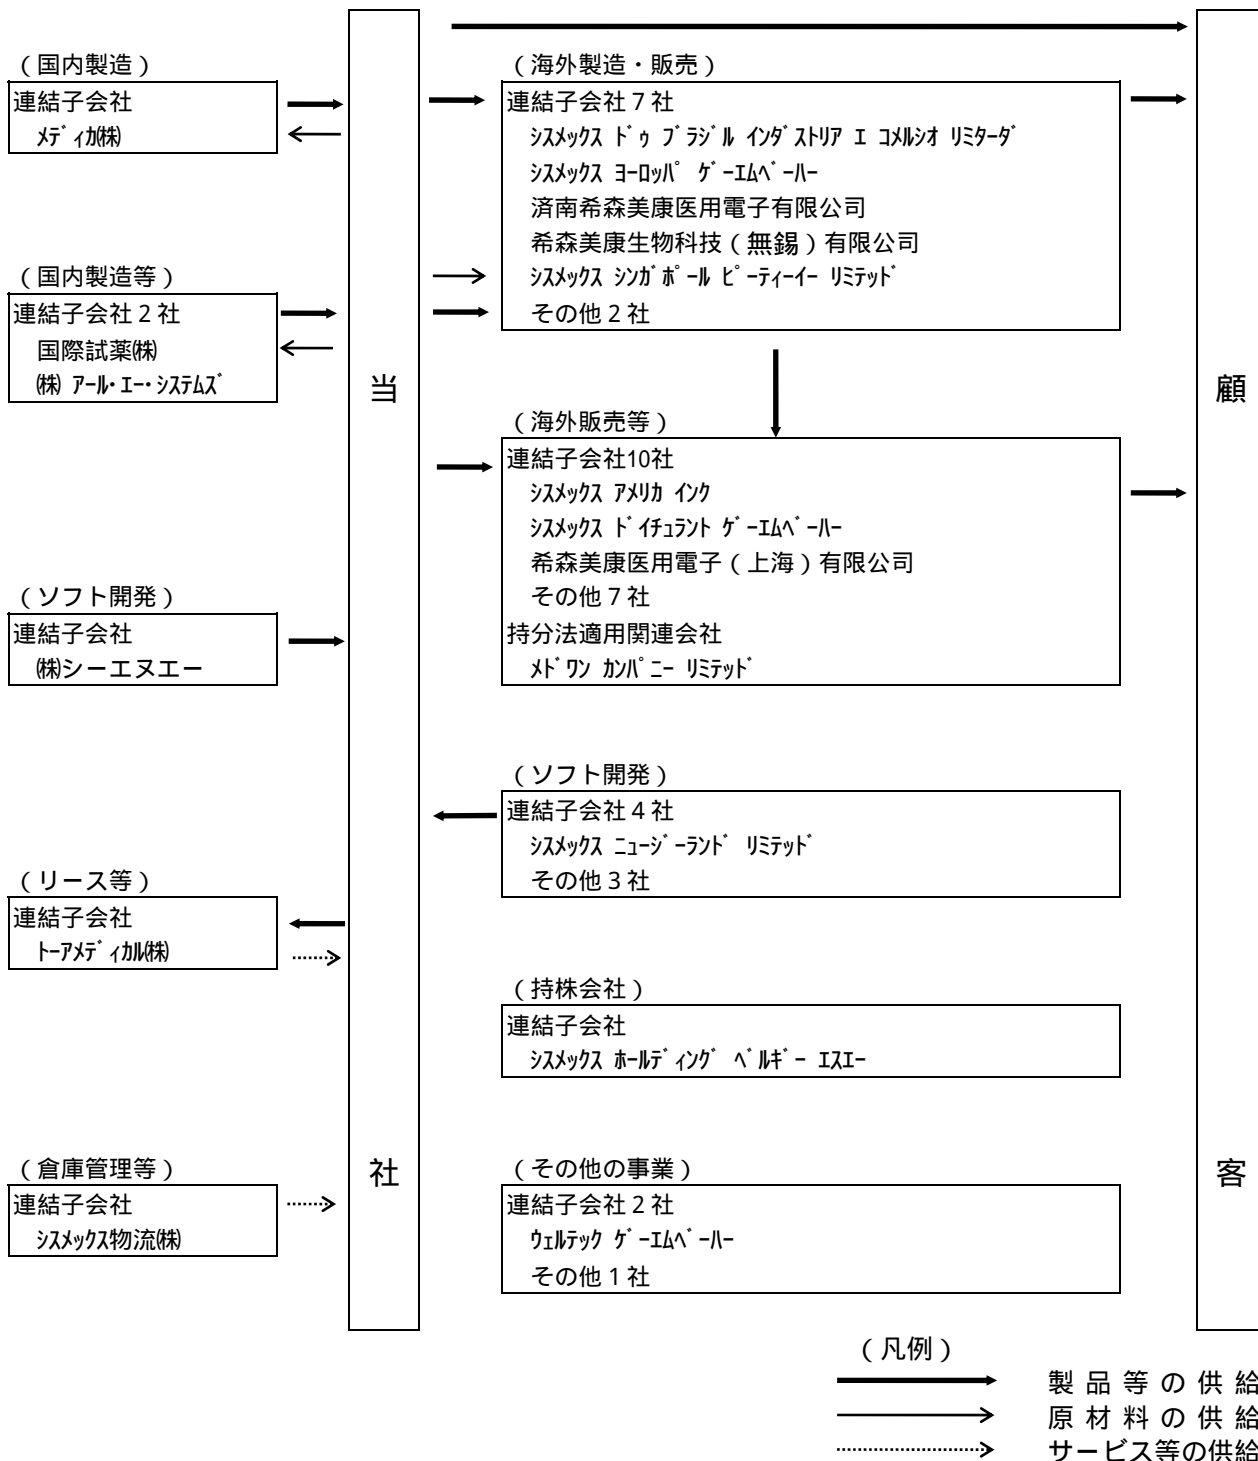 (国内製造)
連結子会社
メディカ㈱
(国内製造等)
連結子会社2社
国際試薬㈱
㈱アール・エー・システムズ
(ソフト開発)
連結子会社
㈱シーエヌエー
(リース等)
連結子会社
トーアメディカル㈱
(倉庫管理等)
連結子会社
シスメックス物流㈱
当
社
(海外製造・販売)
連結子会社7社
シスメックス ドゥ ブラジル インダストリア エ コメルシオ リミターダ
シスメックス ヨーロッパ ゲーエムベーハー
済南希森美康医用電子有限公司
希森美康生物科技(無錫)有限公司
シスメックス シンガポール ピーティーイー リミテッド
その他2社
(海外販売等)
連結子会社10社
シスメックス アメリカ インク
シスメックス ドイチュラント ゲーエムベーハー
希森美康医用電子(上海)有限公司
その他7社
持分法適用関連会社
メドワン カンパニー リミテッド
(ソフト開発)
連結子会社4社
シスメックス ニュージーランド リミテッド
その他3社
(持株会社)
連結子会社
シスメックス ホールディング ベルギー エスエー
(その他の事業)
連結子会社2社
ウェルテック ゲーエムベーハー
その他1社
顧
客
(凡例)
製品等の供給
原材料の供給
サービス等の供給